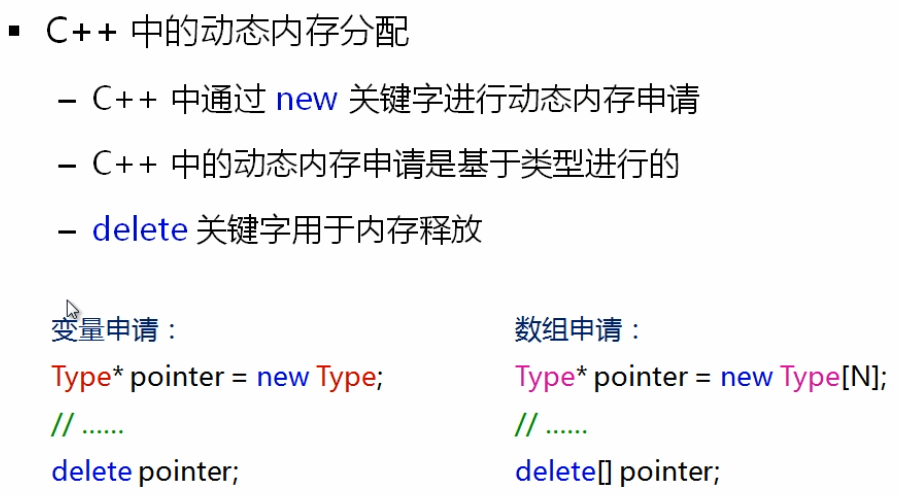 ▪ C++ 中的动态内存分配
– C++ 中通过 new 关键字进行动态内存申请
– C++ 中的动态内存申请是基于类型进行的
– delete 关键字用于内存释放
变量申请：
Type* pointer = new Type;
// ......
delete pointer;
数组申请：
Type* pointer = new Type[N];
// ......
delete[] pointer;